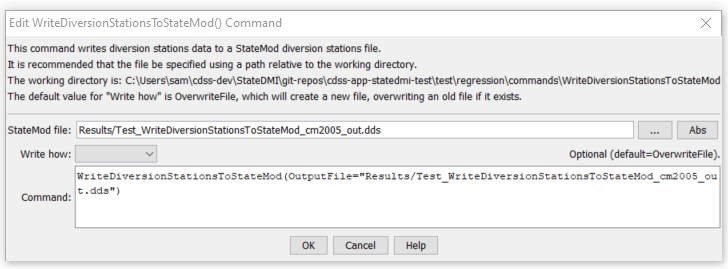 Edit WriteDiversionStationsToStateMod() Command
This command writes diversion stations data to a StateMod diversion stations file.
It is recommended that the file be specified using a path relative to the working directory.
The working directory is: C:\Users\sam\cdss-dev\StateDMI\git-repos\cdss-app-statedmi-test\test\regression\commands\WriteDiversionStationsToStateMod
The default value for "Write how" is OverwriteFile, which will create a new file, overwriting an old file if it exists.
StateMod file: Results/Test_WriteDiversionStationsToStateMod_cm2005_out.dds ... Abs
Write how: Optional (default=OverwriteFile).
WriteDiversionStationsToStateMod(OutputFile="Results/Test_WriteDiversionStationsToStateMod_cm2005_ou
Command: t.dds")
OK Cancel Help